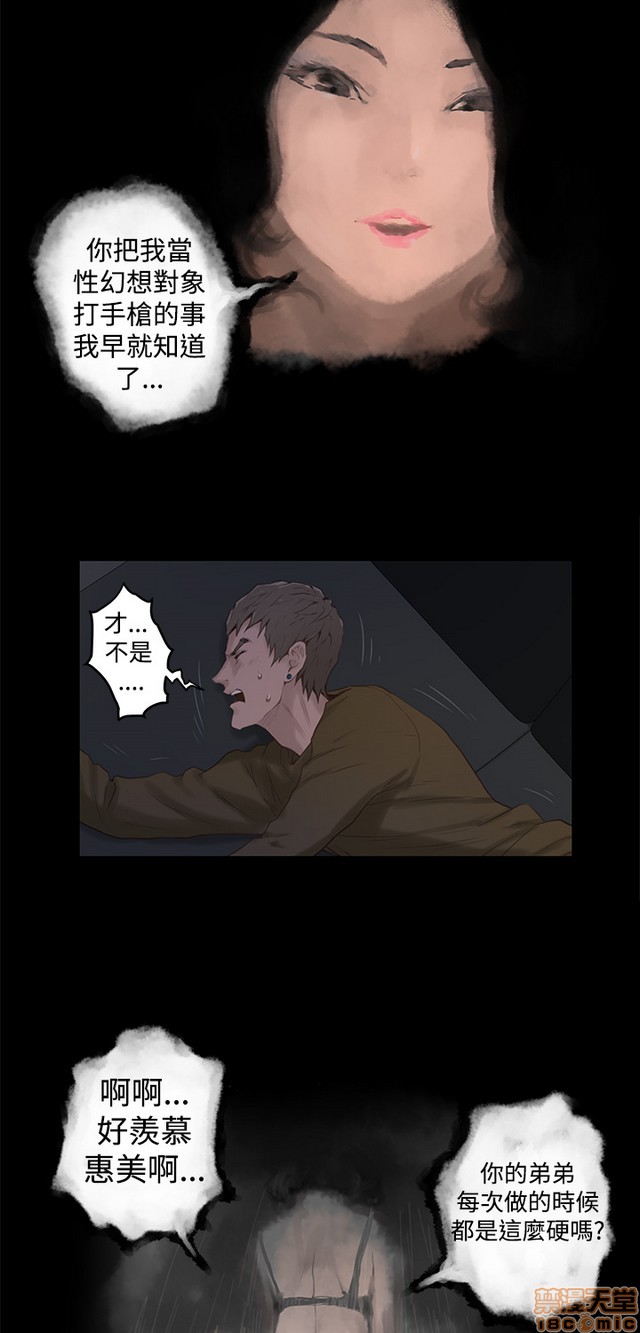 你把我當
性幻想對象
打手槍的事
我早就知道
了...
才...
不是
....
啊啊...
好羨慕
惠美啊...
你的弟弟
每次做的時候
都是這麼硬嗎?
禁漫天堂
18COMIC